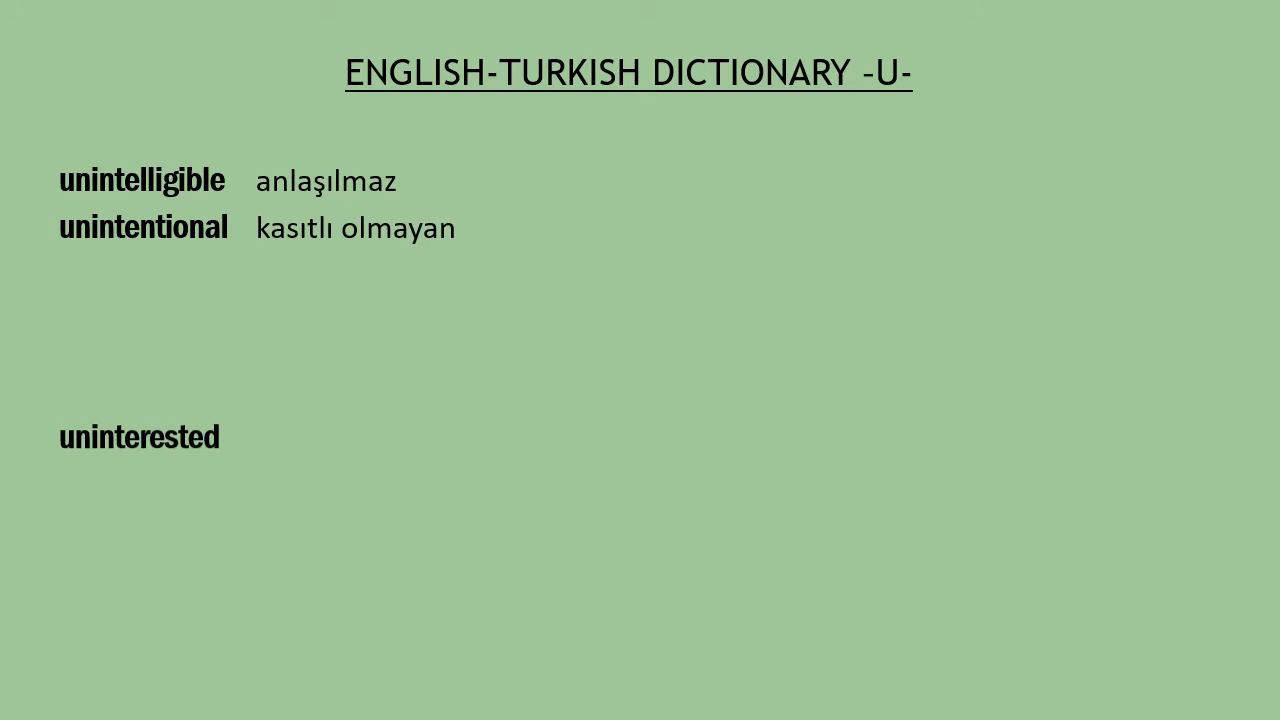 ENGLISH-TURKISH DICTIONARY –U-
unintelligible anlaşılmaz
unintentional kasıtlı olmayan
uninterested